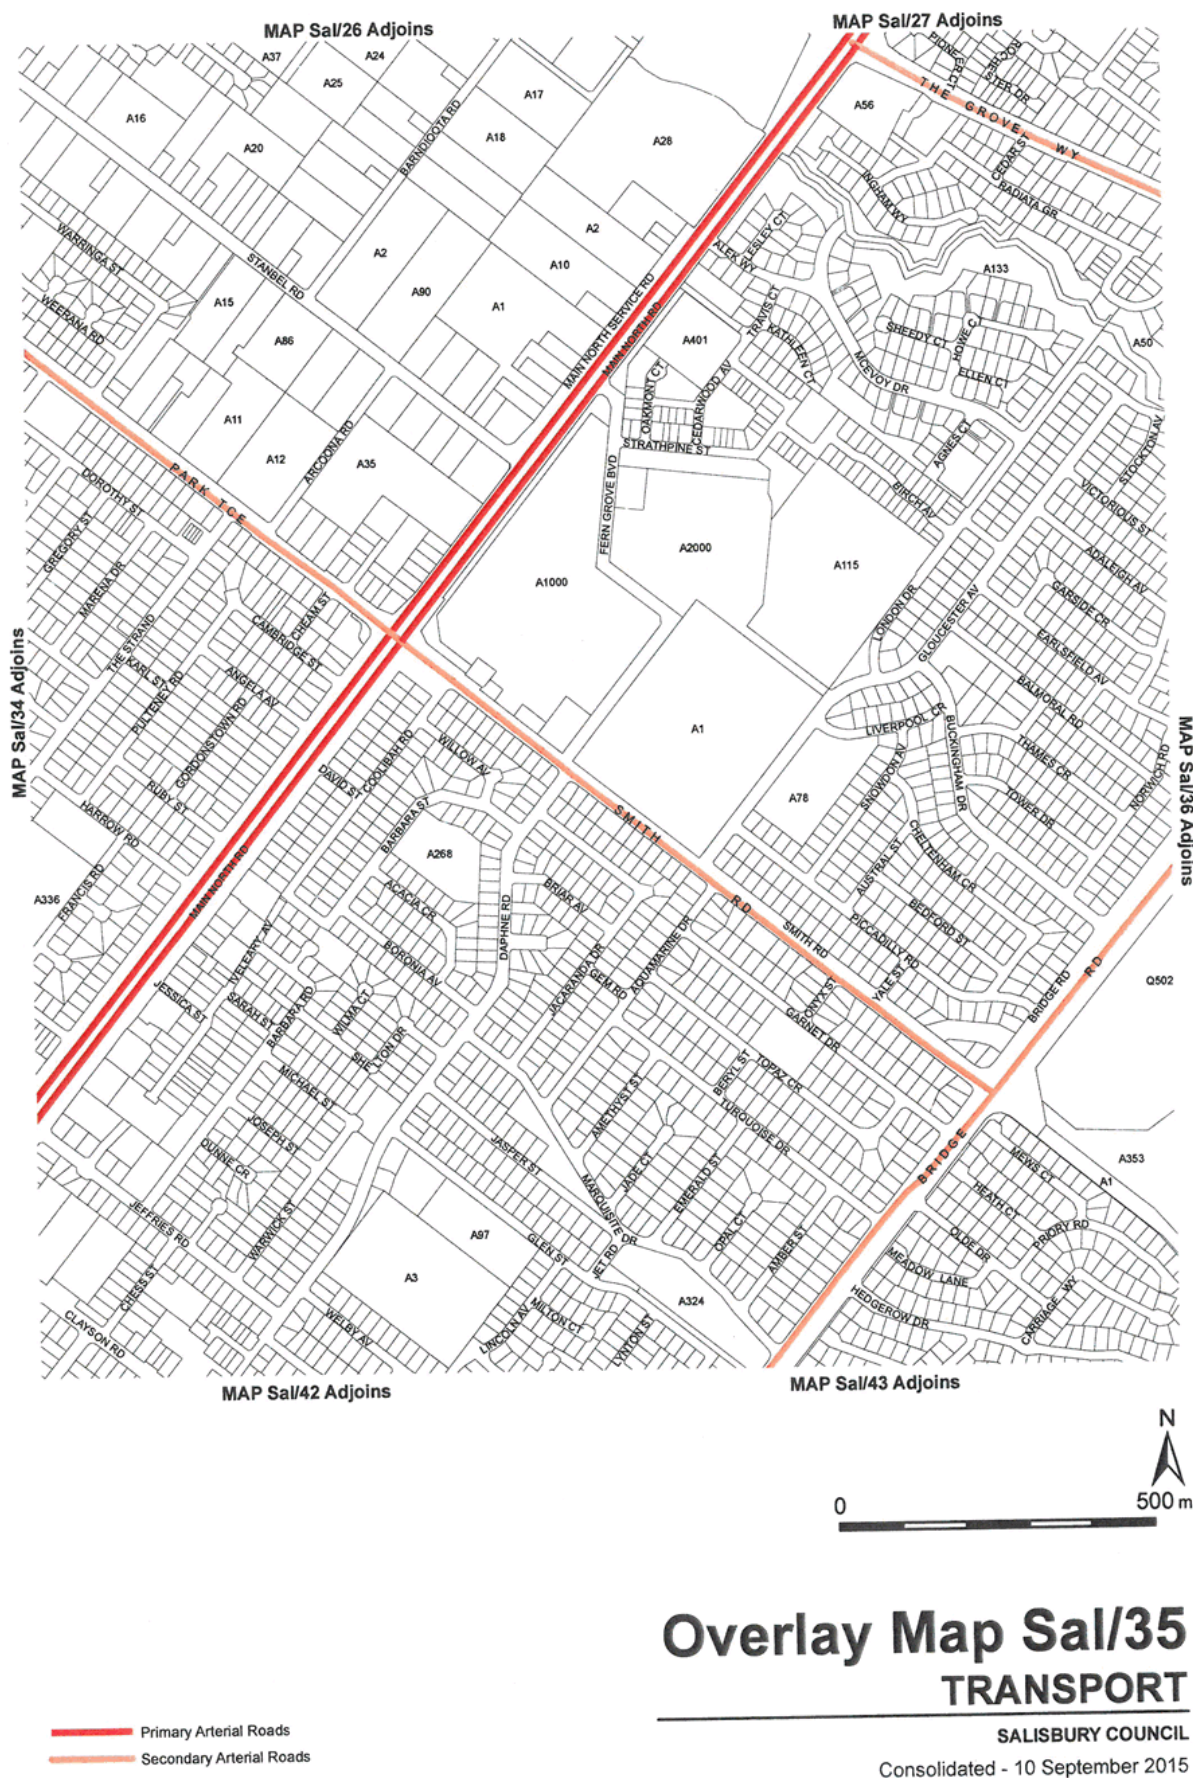 MAP Sal/26 Adjoins
MAP Sal/27 Adjoins
A37
A24
A25
A16
A20
A17
A18
A28
BARNDIOOTA RD
PIONEER CT
ROCHESTER DR
THE GROVE WY
A56
CEDAR ST
RADIATA GR
INGHAM WY
LESLEY CT
ALEK WY
A133
WARRINGA ST
WEERANA RD
STANBEL RD
A2
A2
A10
A90
A1
A15
A86
MAIN NORTH SERVICE RD
MAIN NORTH RD
TRAVIS CT
KATHLEEN CT
A401
SHEEDY CT
HOWE CT
ELLEN CT
A50
MCEVOY DR
OAKMONT CT
CEDARWOOD AV
STRATHPINE ST
AGNES CT
STOCKTON AV
A11
A12
A35
ARCOONA RD
PARK TCE
DOROTHY ST
GREGORY ST
MARENA DR
FERN GROVE BVD
BIRCH AV
VICTORIOUS ST
ADALEIGH AV
A2000
A1000
A115
GARSIDE CR
EARLSFIELD AV
LONDON DR
GLOUCESTER AV
CHEAM ST
CAMBRIDGE ST
THE STRAND
KARL ST
PULTENEY RD
ANGELA AV
GORDONSTOWN RD
BALMORAL RD
MAP Sal/34 Adjoins
MAP Sal/36 Adjoins
A1
LIVERPOOL CR
BUCKINGHAM DR
THAMES CR
NORWICH RD
RUBY ST
HARROW RD
FRANCIS RD
A336
DAVID ST
COOLIBAH RD
WILLOW AV
BARBARA ST
A268
ACACIA CR
BORONIA AV
DAPHNE RD
BRIAR AV
SMITH RD
A78
SNOWDON AV
TOWER DR
AUSTRAL ST
CHELTENHAM CR
BEDFORD ST
PICCADILLY RD
SMITH RD
YALE ST
BRIDGE RD
Q502
MAIN NORTH RD
IVELEARY AV
JESSICA ST
SARAH ST
BARBARA RD
WILMA CT
SHELTON DR
JACARANDA DR
GEM RD
AQUAMARINE DR
ONYX ST
GARNET DR
MICHAEL ST
JOSEPH ST
DUNNE CR
JASPER ST
AMETHYST ST
BERYL ST
TOPAZ CR
TURQUOISE DR
JADE CT
EMERALD ST
OPAL CT
AMBER ST
MARQUISITE DR
BRIDGE RD
MEWS CT
A353
A1
HEATH CT
PRIORY RD
OLDE DR
MEADOW LANE
HEDGEROW DR
CARRIAGE WY
JEFFRIES RD
WARWICK ST
CHESS ST
CLAYSON RD
A97
A3
GLEN ST
JET RD
A324
WELBY AV
LINCOLN AV
MILTON CT
LYNTON ST
MAP Sal/42 Adjoins
MAP Sal/43 Adjoins
N
0 500 m
Overlay Map Sal/35
TRANSPORT
SALISBURY COUNCIL
Consolidated - 10 September 2015
Primary Arterial Roads
Secondary Arterial Roads